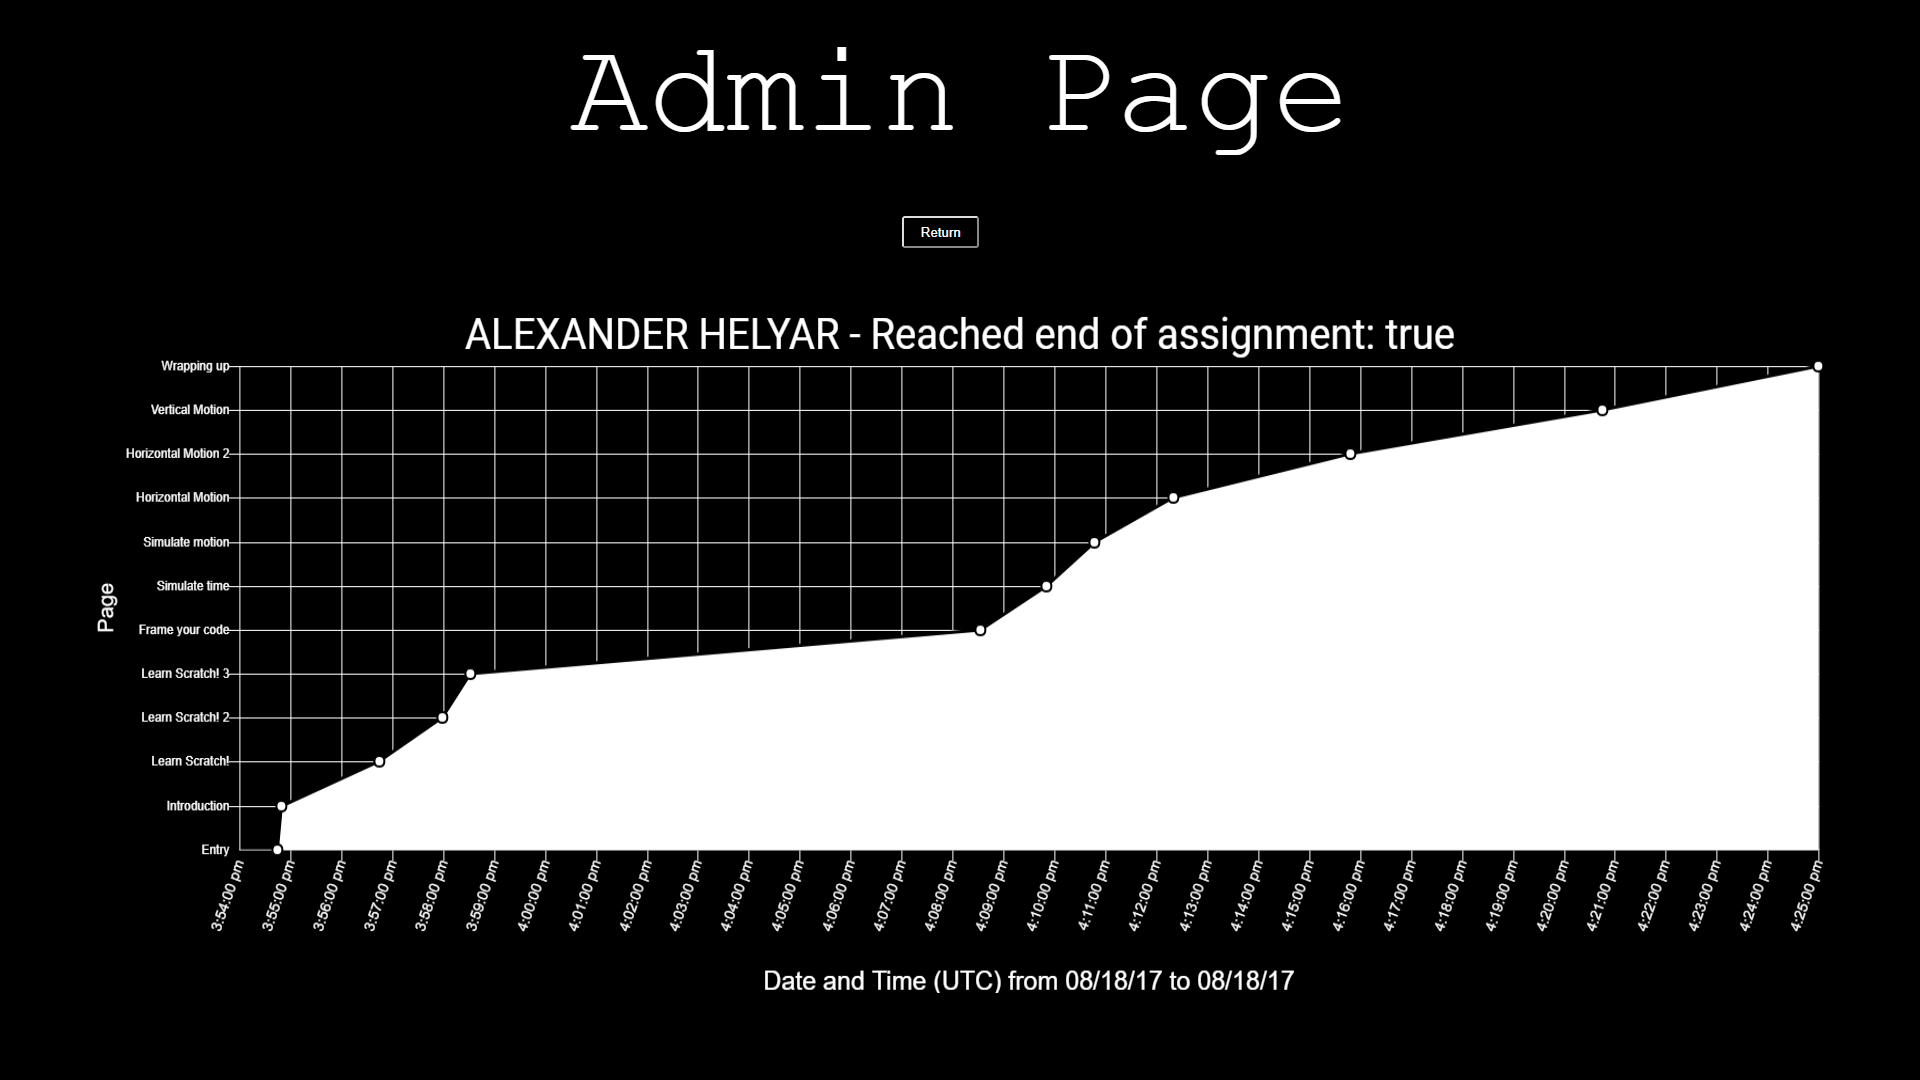 Admin Page
Return
ALEXANDER HELYAR - Reached end of assignment: true
Wrapping up
Vertical Motion
Horizontal Motion 2
Horizontal Motion
Simulate motion
Simulate time
Frame your code
Learn Scratch! 3
Learn Scratch! 2
Learn Scratch!
Introduction
Entry
Page
3:54:00 pm
3:55:00 pm
3:56:00 pm
3:57:00 pm
3:58:00 pm
3:59:00 pm
4:00:00 pm
4:01:00 pm
4:02:00 pm
4:03:00 pm
4:04:00 pm
4:05:00 pm
4:06:00 pm
4:07:00 pm
4:08:00 pm
4:09:00 pm
4:10:00 pm
4:11:00 pm
4:12:00 pm
4:13:00 pm
4:14:00 pm
4:15:00 pm
4:16:00 pm
4:17:00 pm
4:18:00 pm
4:19:00 pm
4:20:00 pm
4:21:00 pm
4:22:00 pm
4:23:00 pm
4:24:00 pm
4:25:00 pm
Date and Time (UTC) from 08/18/17 to 08/18/17